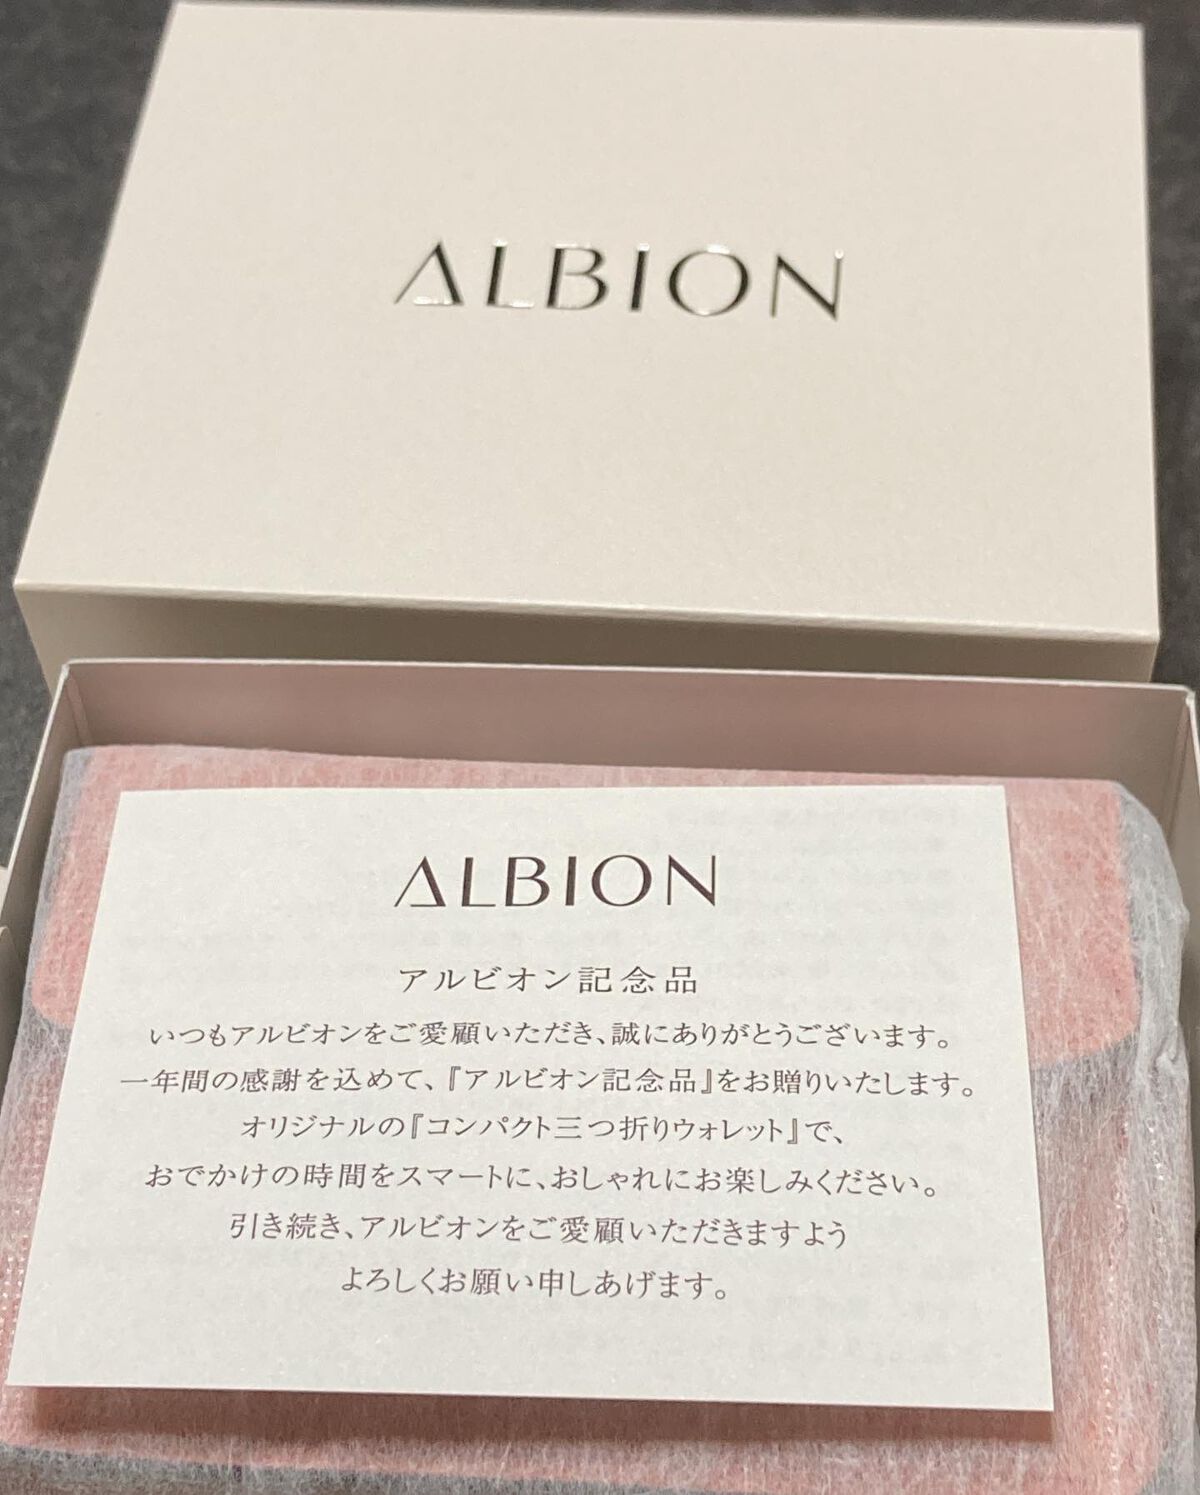 ALBION
ALBION
アルビオン記念品
いつもアルビオンをご愛顧いただき、誠にありがとうございます。
一年間の感謝を込めて、『アルビオン記念品』をお贈りいたします。
オリジナルの『コンパクト三つ折りウォレット』で、
おでかけの時間をスマートに、おしゃれにお楽しみください。
引き続き、アルビオンをご愛顧いただきますよう
よろしくお願い申しあげます。